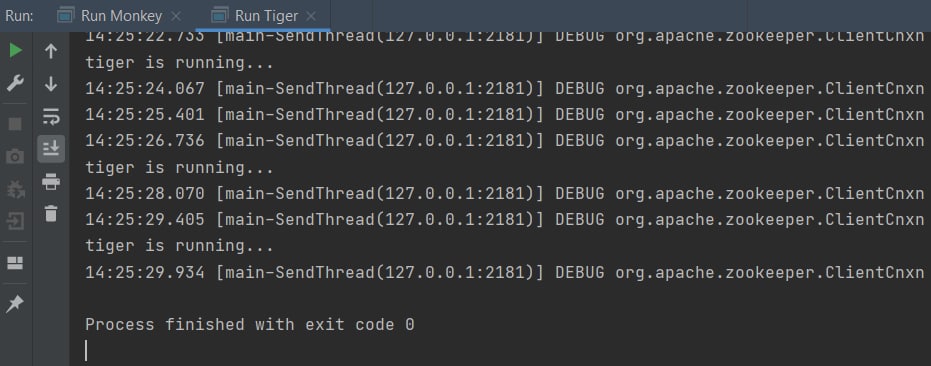 Run: Run Monkey Run Tiger
14:25:22.733 [main-SendThread(127.0.0.1:2181)] DEBUG org.apache.zookeeper.ClientCnxn
tiger is running...
14:25:24.067 [main-SendThread(127.0.0.1:2181)] DEBUG org.apache.zookeeper.ClientCnxn
14:25:25.401 [main-SendThread(127.0.0.1:2181)] DEBUG org.apache.zookeeper.ClientCnxn
14:25:26.736 [main-SendThread(127.0.0.1:2181)] DEBUG org.apache.zookeeper.ClientCnxn
tiger is running...
14:25:28.070 [main-SendThread(127.0.0.1:2181)] DEBUG org.apache.zookeeper.ClientCnxn
14:25:29.405 [main-SendThread(127.0.0.1:2181)] DEBUG org.apache.zookeeper.ClientCnxn
tiger is running...
14:25:29.934 [main-SendThread(127.0.0.1:2181)] DEBUG org.apache.zookeeper.ClientCnxn
Process finished with exit code 0